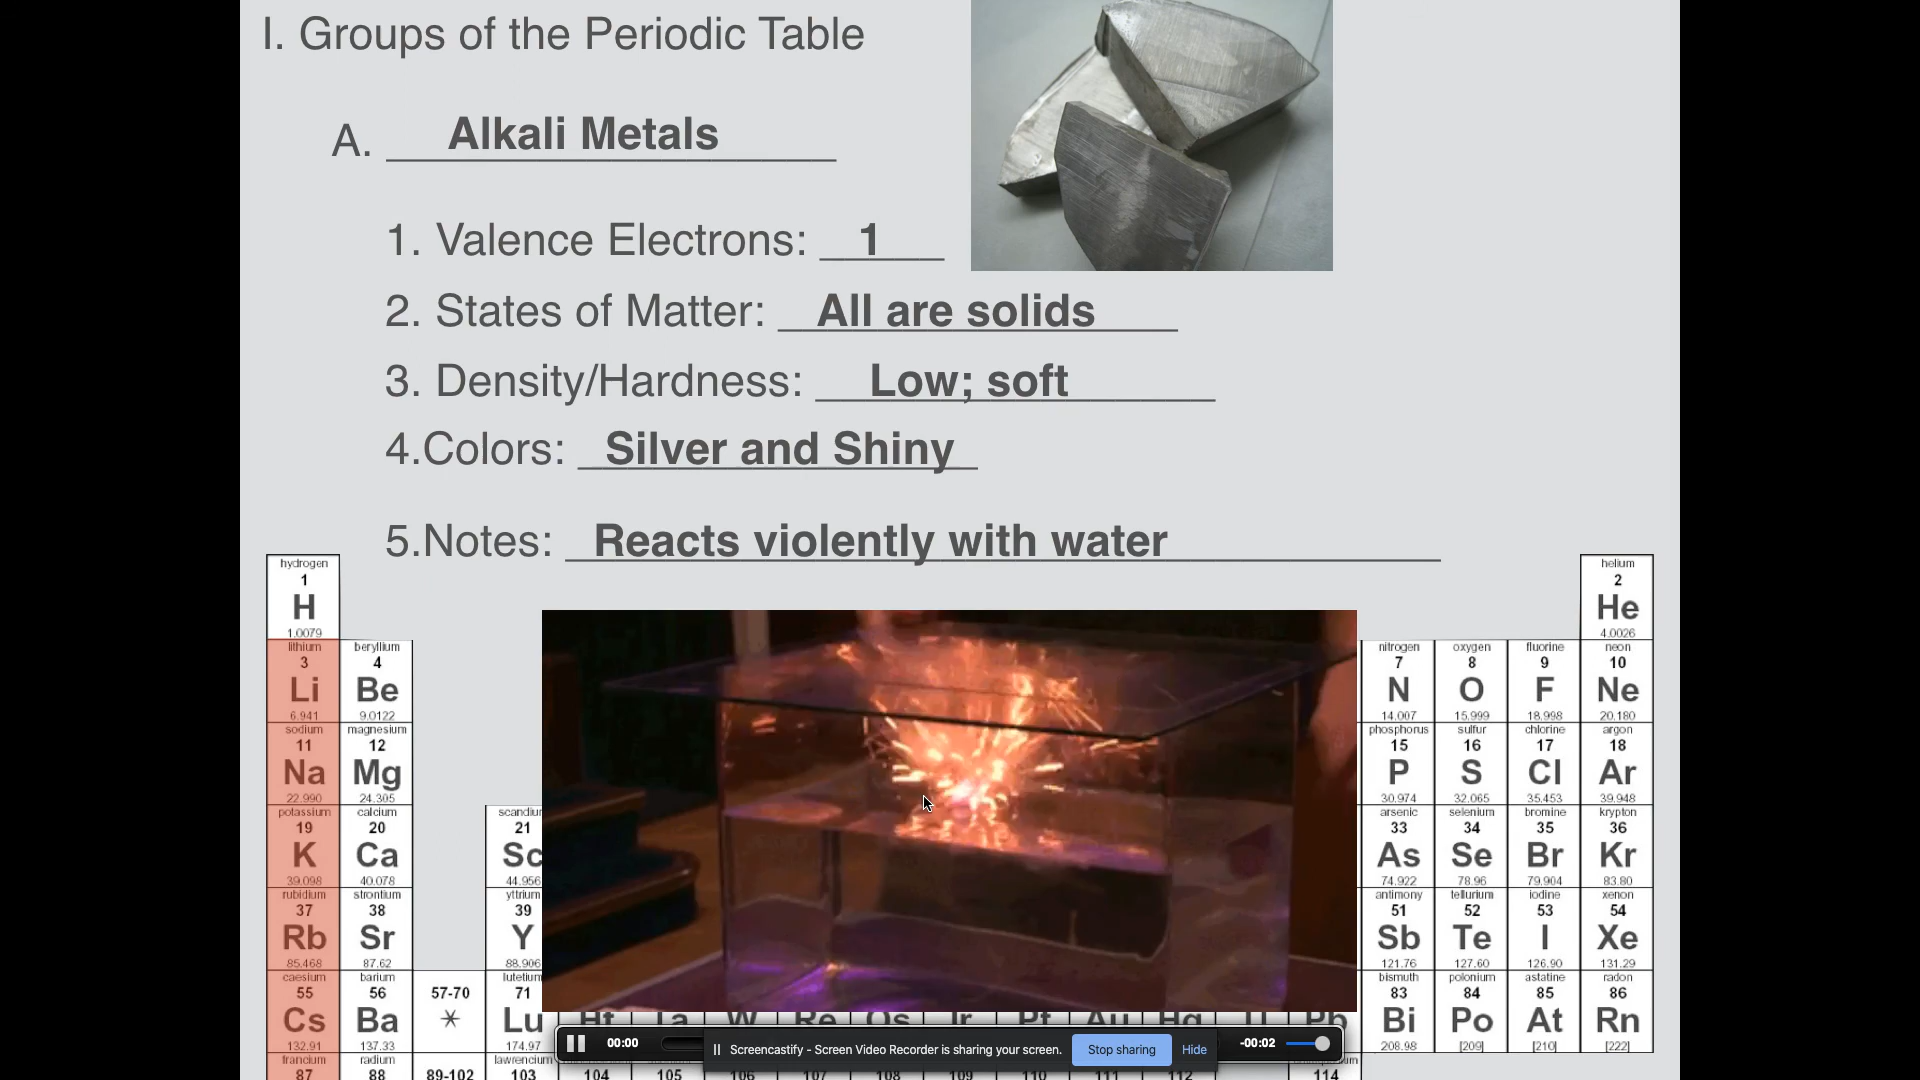 I. Groups of the Periodic Table
A. Alkali Metals
1. Valence Electrons: 1
2. States of Matter: All are solids
3. Density/Hardness: Low; soft
4.Colors: Silver and Shiny
5.Notes: Reacts violently with water
hydrogen helium
1 2
H He
1.0079 4.0026
lithium beryllium nitrogen oxygen fluorine neon
3 4 7 8 9 10
Li Be N O F Ne
6.941 9.0122 14.007 15.999 18.998 20.180
sodium magnesium phosphorus sulfur chlorine argon
11 12 15 16 17 18
Na Mg P S Cl Ar
22.990 24.305 30.974 32.065 35.453 39.948
potassium calcium scandiu arsenic selenium bromine krypton
19 20 21 33 34 35 36
K Ca Sc As Se Br Kr
39.098 40.078 44.956 74.922 78.96 79.904 83.80
rubidium strontium yttrium antimony tellurium iodine xenon
37 38 39 51 52 53 54
Rb Sr Y Sb Te I Xe
85.468 87.62 88.906 121.76 127.60 126.90 131.29
caesium barium lutetium bismuth polonium astatine radon
55 56 57-70 71 83 84 85 86
Cs Ba * Lu Hf Ta W Re Os Ir Pt Au Hg Tl Pb Bi Po At Rn
132.91 137.33 174.97 208.98 [209] [210] [222]
00:00 Screencastify - Screen Video Recorder is sharing your screen. Stop sharing Hide -00:02
francium radium lawrencium
87 88 89-102 103 104 105 106 107 108 109 110 111 112 114